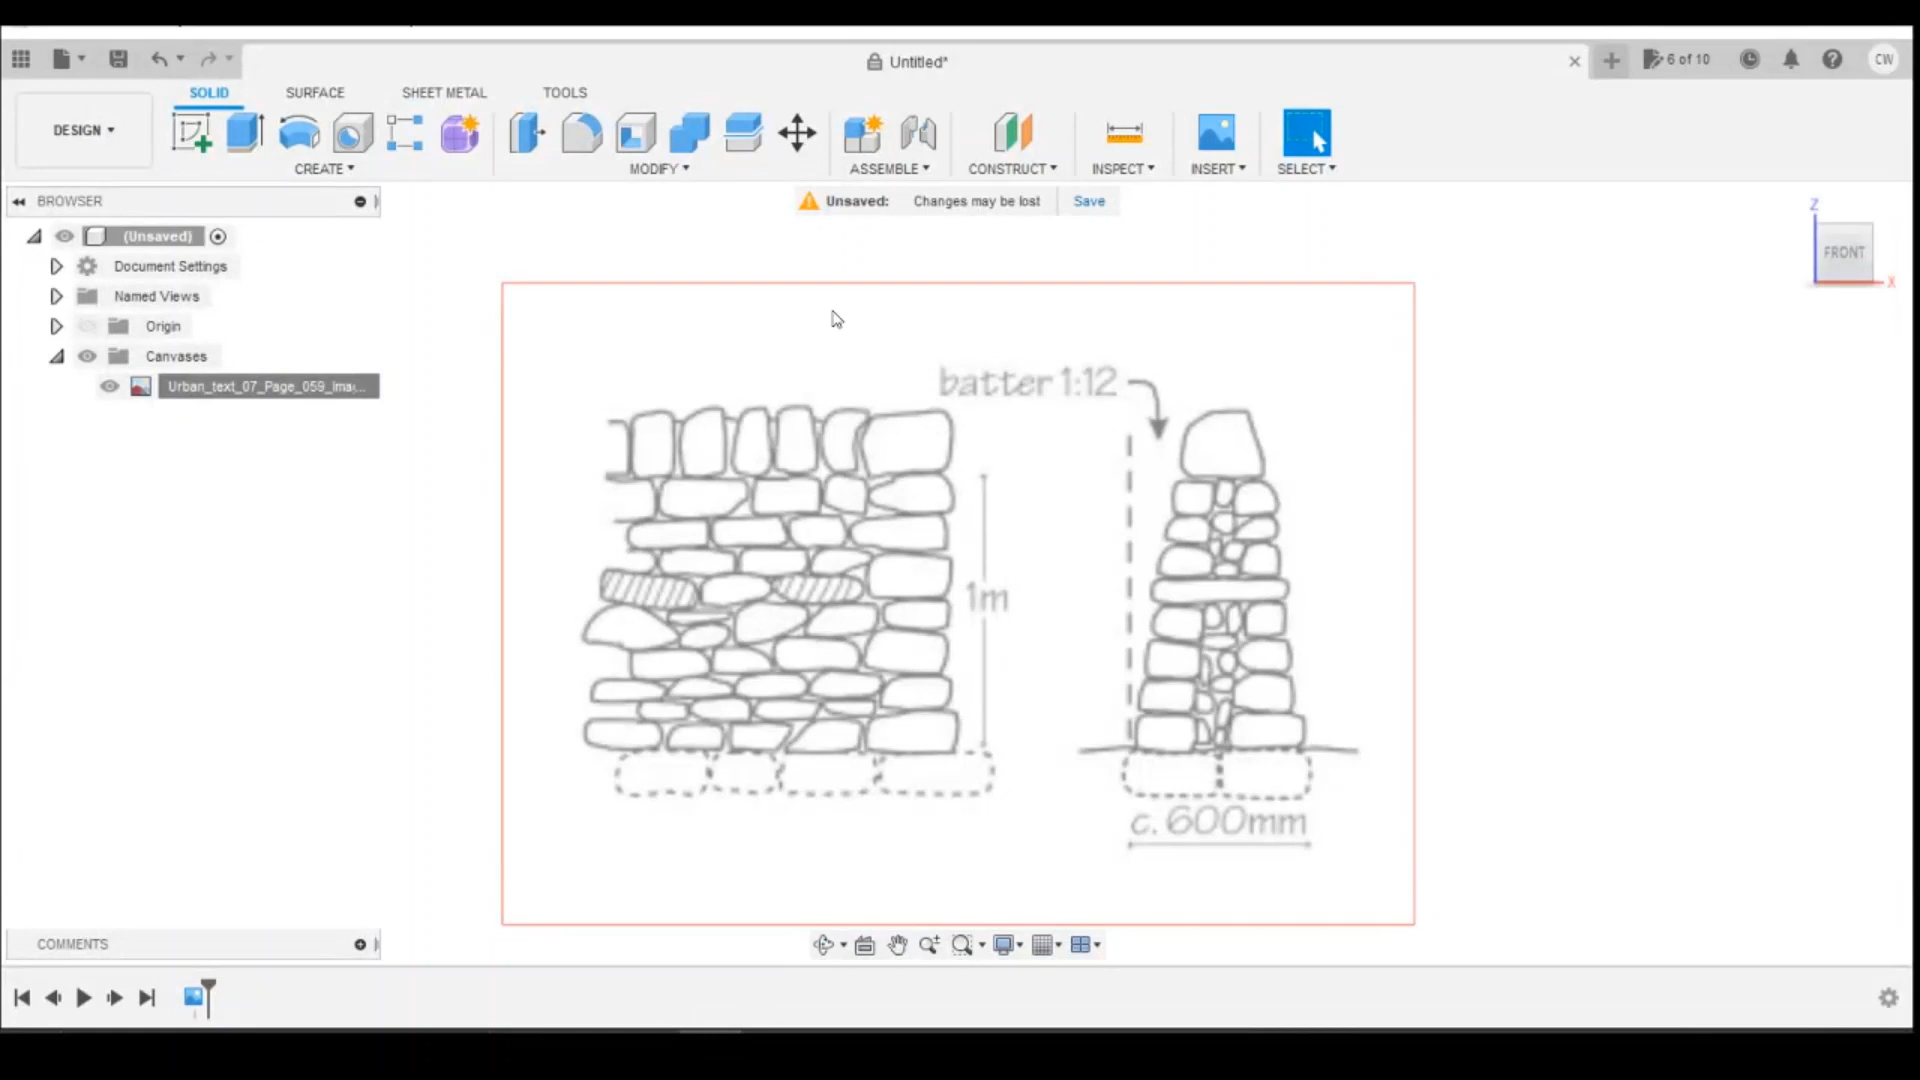 Untitled*
6 of 10
CW
SOLID
SURFACE
SHEET METAL
TOOLS
DESIGN
CREATE
MODIFY
ASSEMBLE
CONSTRUCT
INSPECT
INSERT
SELECT
BROWSER
Unsaved: Changes may be lost Save
(Unsaved)
Document Settings
Named Views
Origin
Canvases
Urban_text_07_Page_059_Ima...
Z
FRONT
X
batter 1:12
1m
c. 600mm
COMMENTS